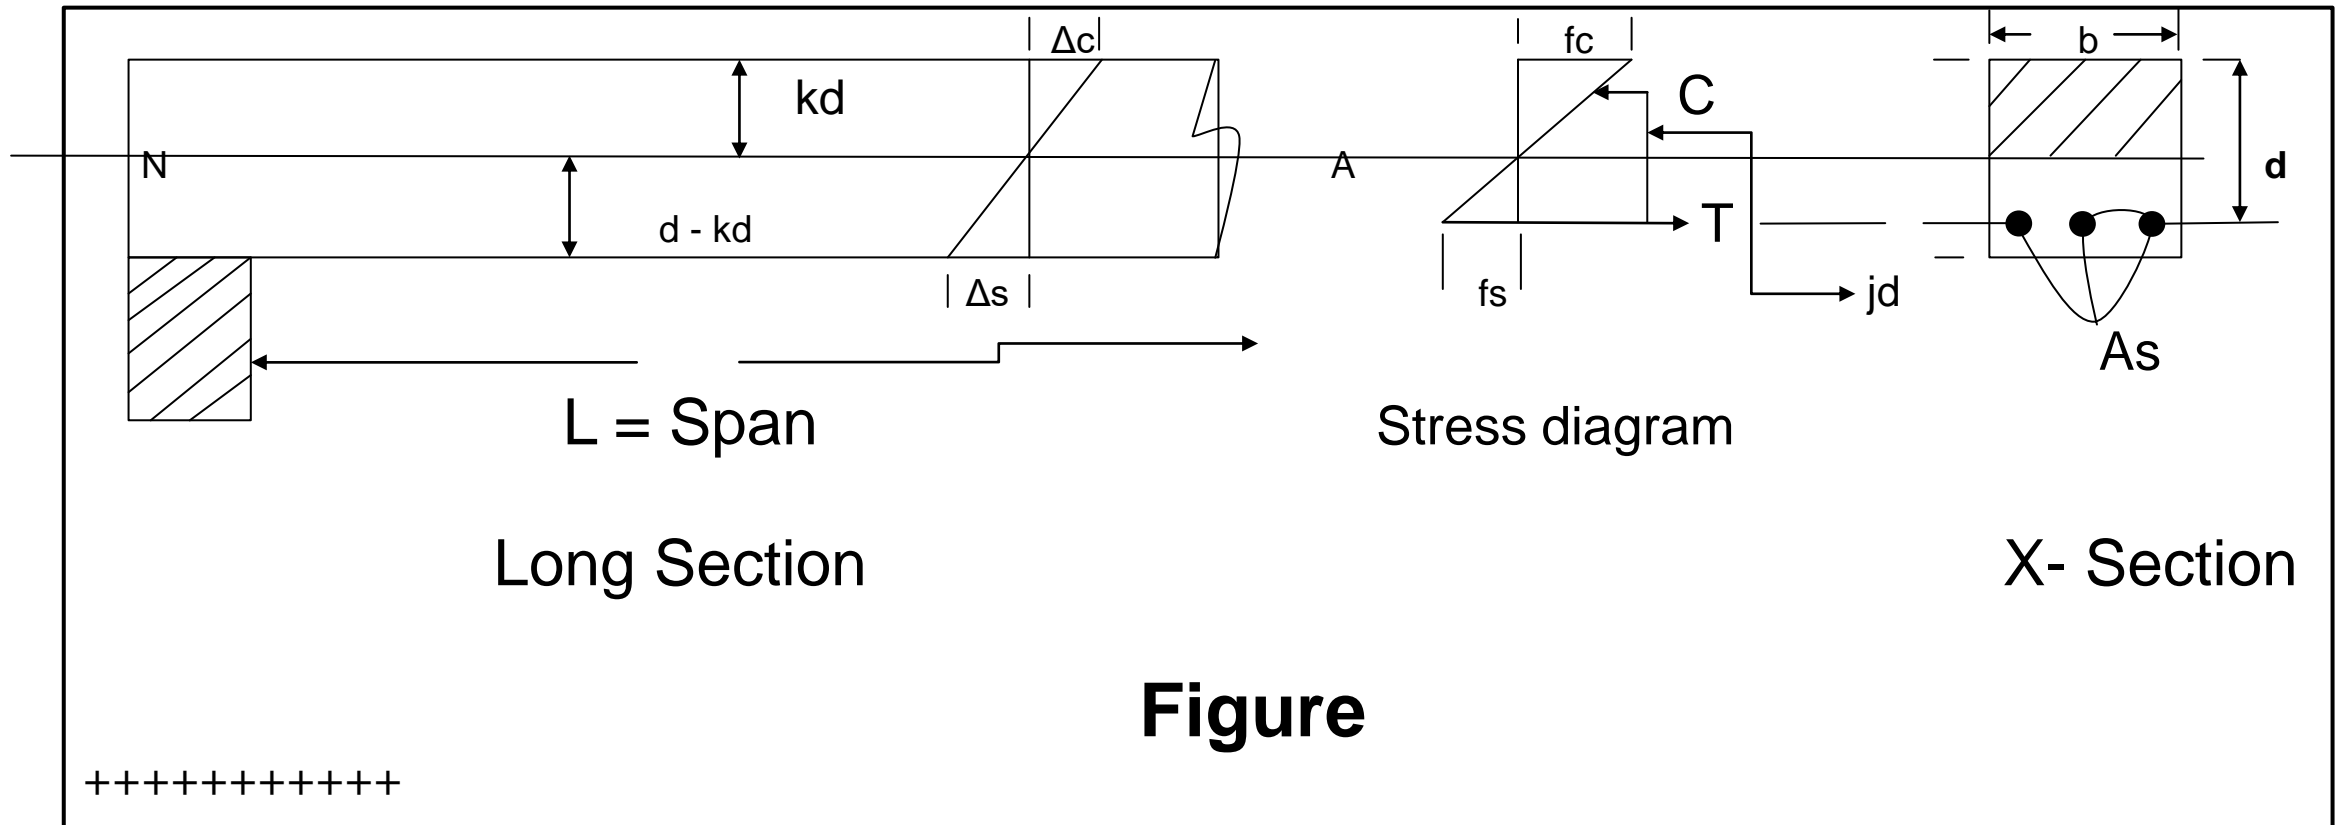 Δc fc b
kd C
N A d
d - kd T
Δs fs jd
As
L = Span Stress diagram
Long Section X- Section
Figure
+++++++++++